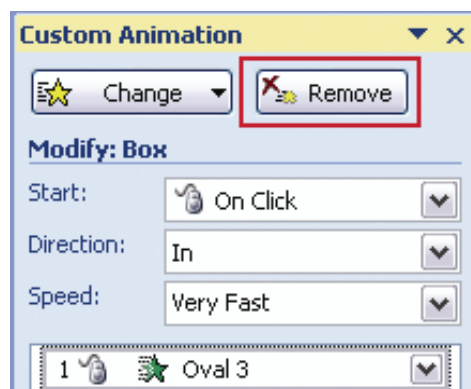 Custom Animation
Change Remove
Modify: Box
Start: On Click
Direction: In
Speed: Very Fast
1 Oval 3